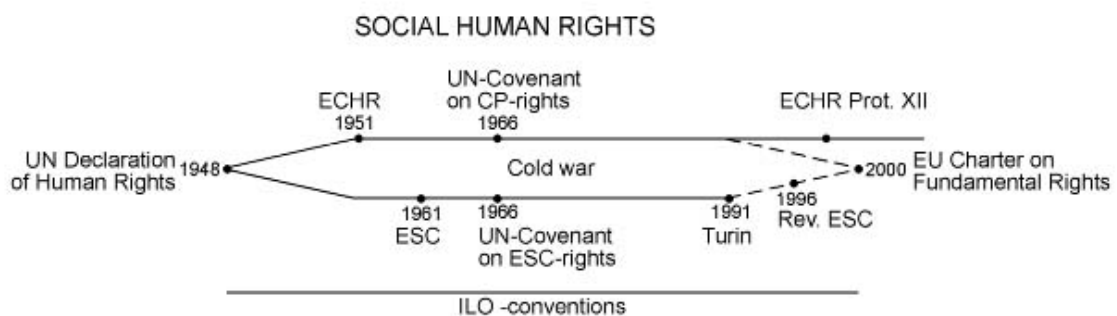 SOCIAL HUMAN RIGHTS
UN-Covenant
on CP-rights
ECHR
ECHR Prot. XII
1951
1966
UN Declaration
of Human Rights
1948
Cold war
2000
EU Charter on
Fundamental Rights
1961
ESC
1966
UN-Covenant
on ESC-rights
1991
Turin
1996
Rev. ESC
ILO -conventions